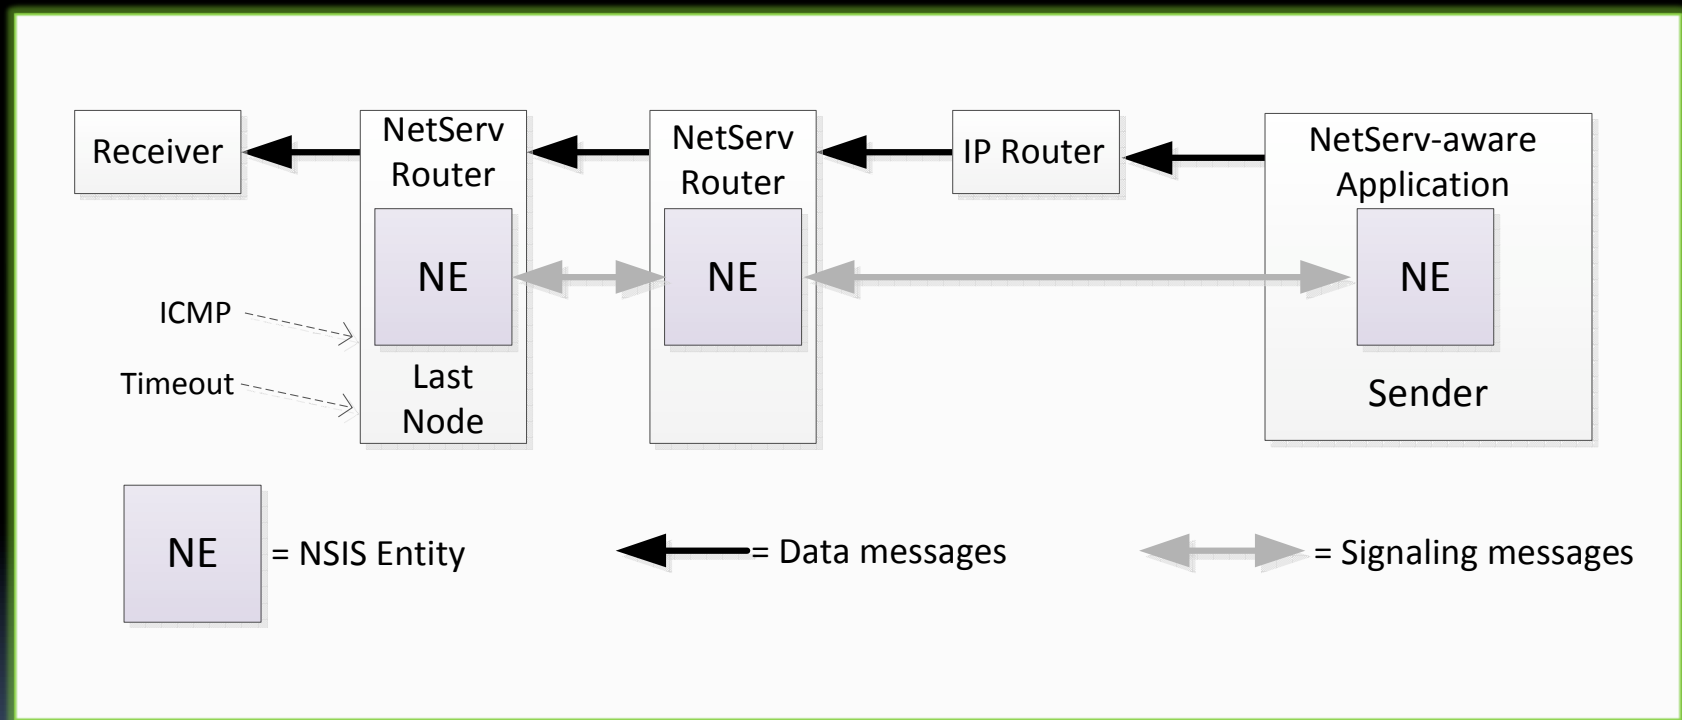 Receiver
NetServ
Router
NE
Last
Node
NetServ
Router
NE
IP Router
NetServ-aware
Application
NE
Sender
ICMP
Timeout
NE
= NSIS Entity
= Data messages
= Signaling messages